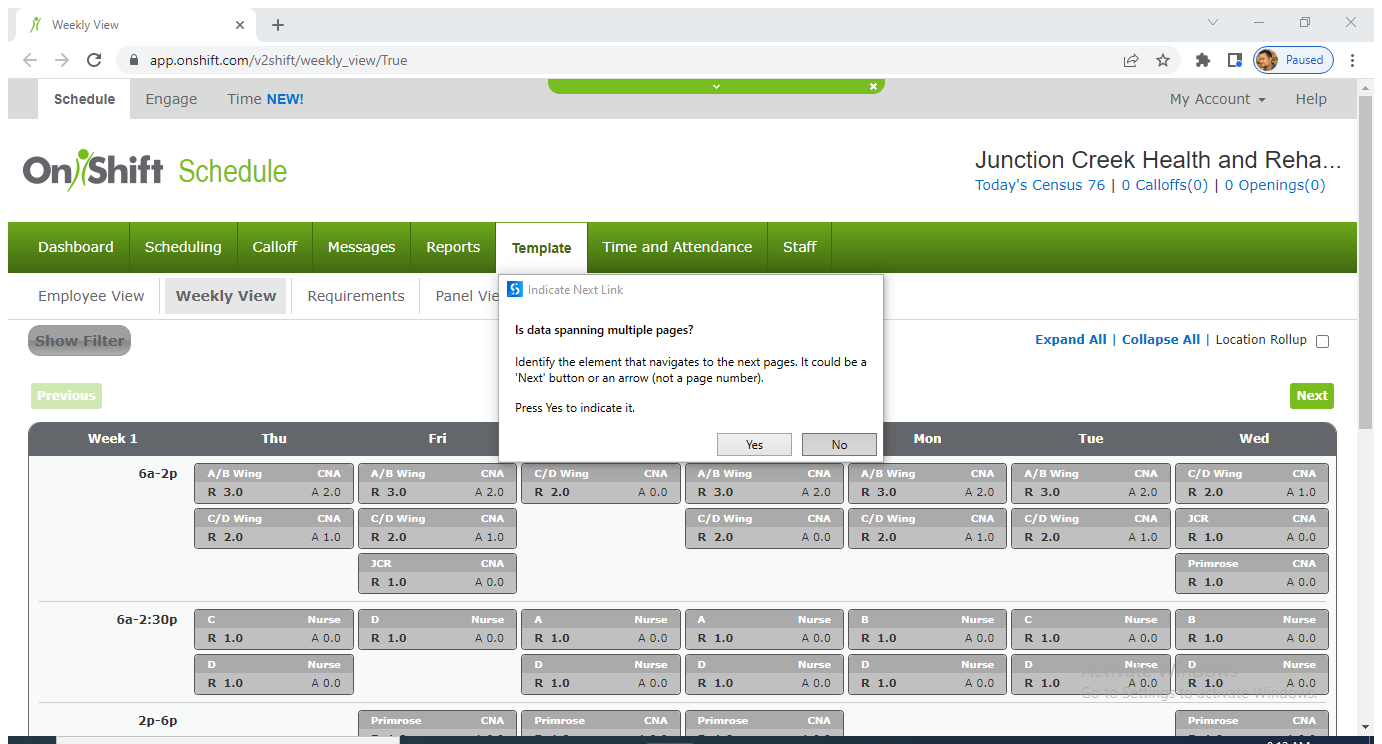 Weekly View
app.onshift.com/v2shift/weekly_view/True
Paused
Schedule Engage Time NEW!
My Account Help
OnShift Schedule
Junction Creek Health and Reha...
Today's Census 76 | 0 Calloffs(0) | 0 Openings(0)
Dashboard Scheduling Calloff Messages Reports Template Time and Attendance Staff
Employee View Weekly View Requirements Panel Vie
Indicate Next Link
Is data spanning multiple pages?
Identify the element that navigates to the next pages. It could be a
'Next' button or an arrow (not a page number).
Press Yes to indicate it.
Yes No
Show Filter
Expand All | Collapse All | Location Rollup
Previous
Next
Week 1 Thu Fri Mon Tue Wed
6a-2p
A/B Wing CNA A/B Wing CNA C/D Wing CNA A/B Wing CNA A/B Wing CNA A/B Wing CNA C/D Wing CNA
R 3.0 A 2.0 R 3.0 A 2.0 R 2.0 A 0.0 R 3.0 A 2.0 R 3.0 A 2.0 R 3.0 A 2.0 R 2.0 A 1.0
C/D Wing CNA C/D Wing CNA C/D Wing CNA C/D Wing CNA C/D Wing CNA JCR CNA
R 2.0 A 1.0 R 2.0 A 1.0 R 2.0 A 0.0 R 2.0 A 1.0 R 2.0 A 1.0 R 1.0 A 0.0
JCR CNA Primrose CNA
R 1.0 A 0.0 R 1.0 A 0.0
6a-2:30p
C Nurse D Nurse A Nurse A Nurse B Nurse C Nurse B Nurse
R 1.0 A 0.0 R 1.0 A 0.0 R 1.0 A 0.0 R 1.0 A 0.0 R 1.0 A 0.0 R 1.0 A 0.0 R 1.0 A 0.0
D Nurse D Nurse D Nurse D Nurse D Nurse D Nurse
R 1.0 A 0.0 R 1.0 A 0.0 R 1.0 A 0.0 R 1.0 A 0.0 R 1.0 A 0.0 R 1.0 A 0.0
Activate Windows
Go to Settings to activate Windows.
2p-6p
Primrose CNA Primrose CNA Primrose CNA Primrose CNA